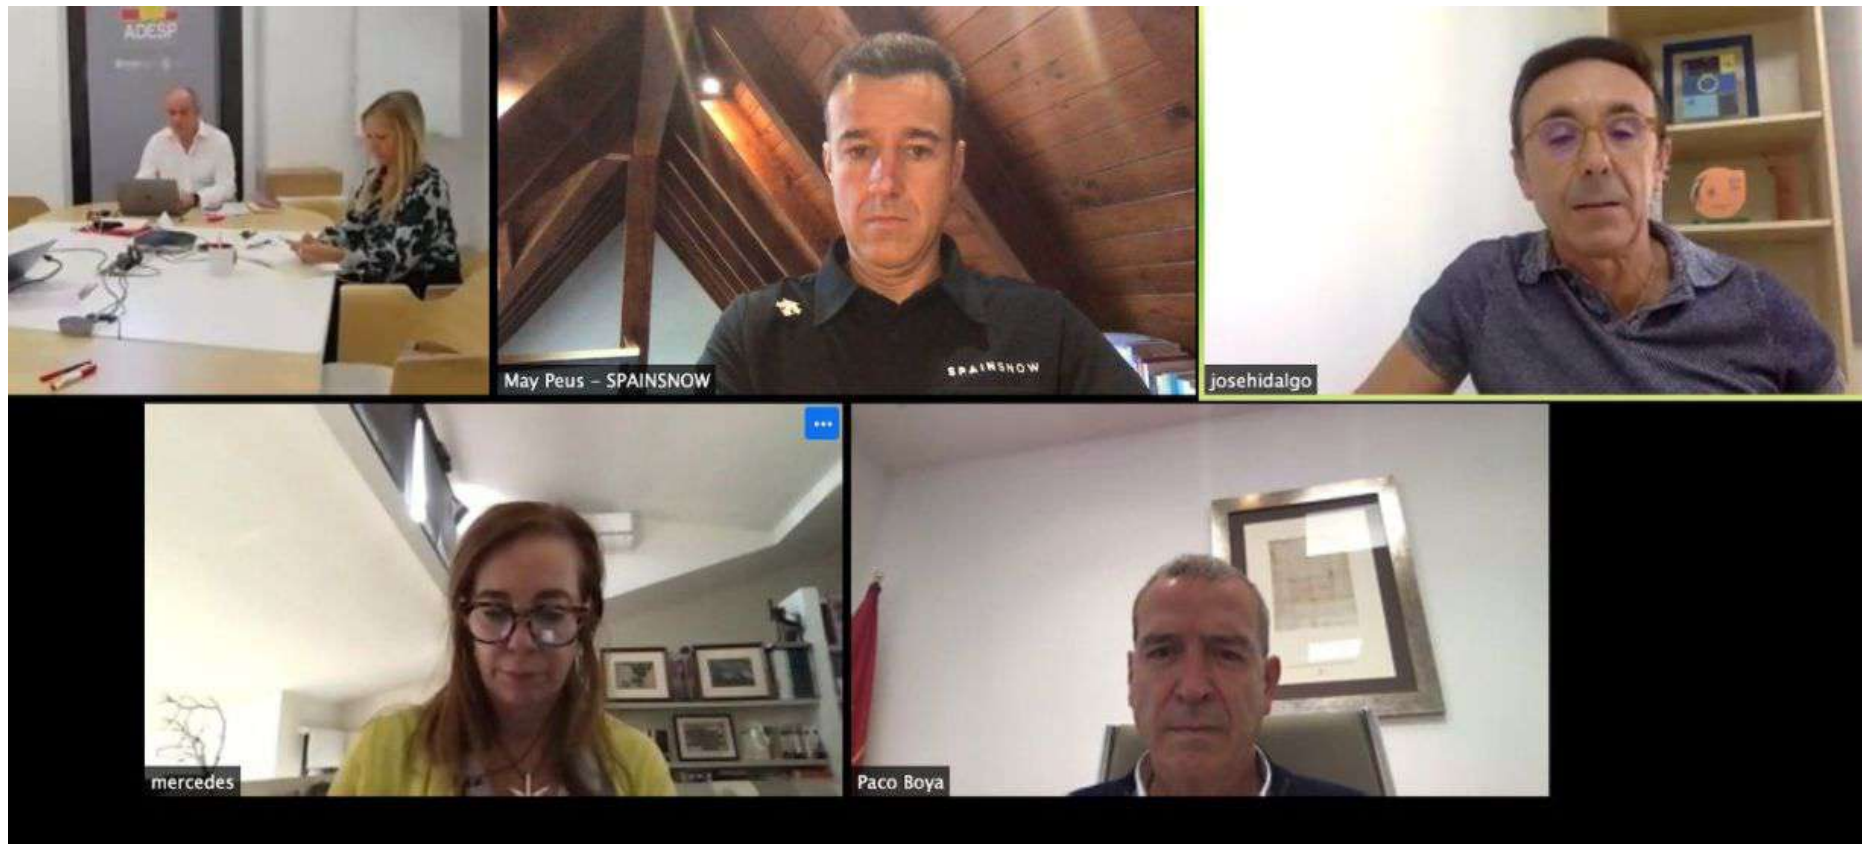 ADESP
SPAINSNOW
May Peus – SPAINSNOW
josehidalgo
mercedes
Paco Boya